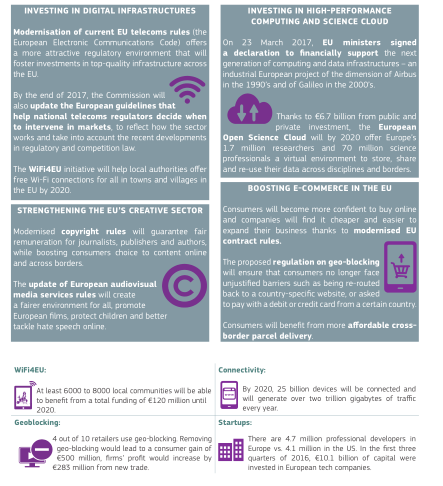 INVESTING IN DIGITAL INFRASTRUCTURES
Modernisation of current EU telecoms rules (the
European Electronic Communications Code) offers
a more attractive regulatory environment that will
foster investments in top-quality infrastructure across
the EU.
By the end of 2017, the Commission will
also update the European guidelines that
help national telecoms regulators decide when
to intervene in markets, to reflect how the sector
works and take into account the recent developments
in regulatory and competition law.
The WiFi4EU initiative will help local authorities offer
free Wi-Fi connections for all in towns and villages in
the EU by 2020.
STRENGTHENING THE EU'S CREATIVE SECTOR
Modernised copyright rules will guarantee fair
remuneration for journalists, publishers and authors,
while boosting consumers choice to content online
and across borders.
The update of European audiovisual
media services rules will create
a fairer environment for all, promote
European films, protect children and better
tackle hate speech online.
INVESTING IN HIGH-PERFORMANCE
COMPUTING AND SCIENCE CLOUD
On 23 March 2017, EU ministers signed
a declaration to financially support the next
generation of computing and data infrastructures – an
industrial European project of the dimension of Airbus
in the 1990's and of Galileo in the 2000's.
Thanks to €6.7 billion from public and
private investment, the European
Open Science Cloud will by 2020 offer Europe's
1.7 million researchers and 70 million science
professionals a virtual environment to store, share
and re-use their data across disciplines and borders.
BOOSTING E-COMMERCE IN THE EU
Consumers will become more confident to buy online
and companies will find it cheaper and easier to
expand their business thanks to modernised EU
contract rules.
The proposed regulation on geo-blocking
will ensure that consumers no longer face
unjustified barriers such as being re-routed
back to a country-specific website, or asked
to pay with a debit or credit card from a certain country.
Consumers will benefit from more affordable cross-
border parcel delivery.
WiFi4EU:
At least 6000 to 8000 local communities will be able
to benefit from a total funding of €120 million until
2020.
Connectivity:
By 2020, 25 billion devices will be connected and
will generate over two trillion gigabytes of traffic
every year.
Geoblocking:
4 out of 10 retailers use geo-blocking. Removing
geo-blocking would lead to a consumer gain of
€500 million, firms' profit would increase by
€283 million from new trade.
Startups:
There are 4.7 million professional developers in
Europe vs. 4.1 million in the US. In the first three
quarters of 2016, €10.1 billion of capital were
invested in European tech companies.